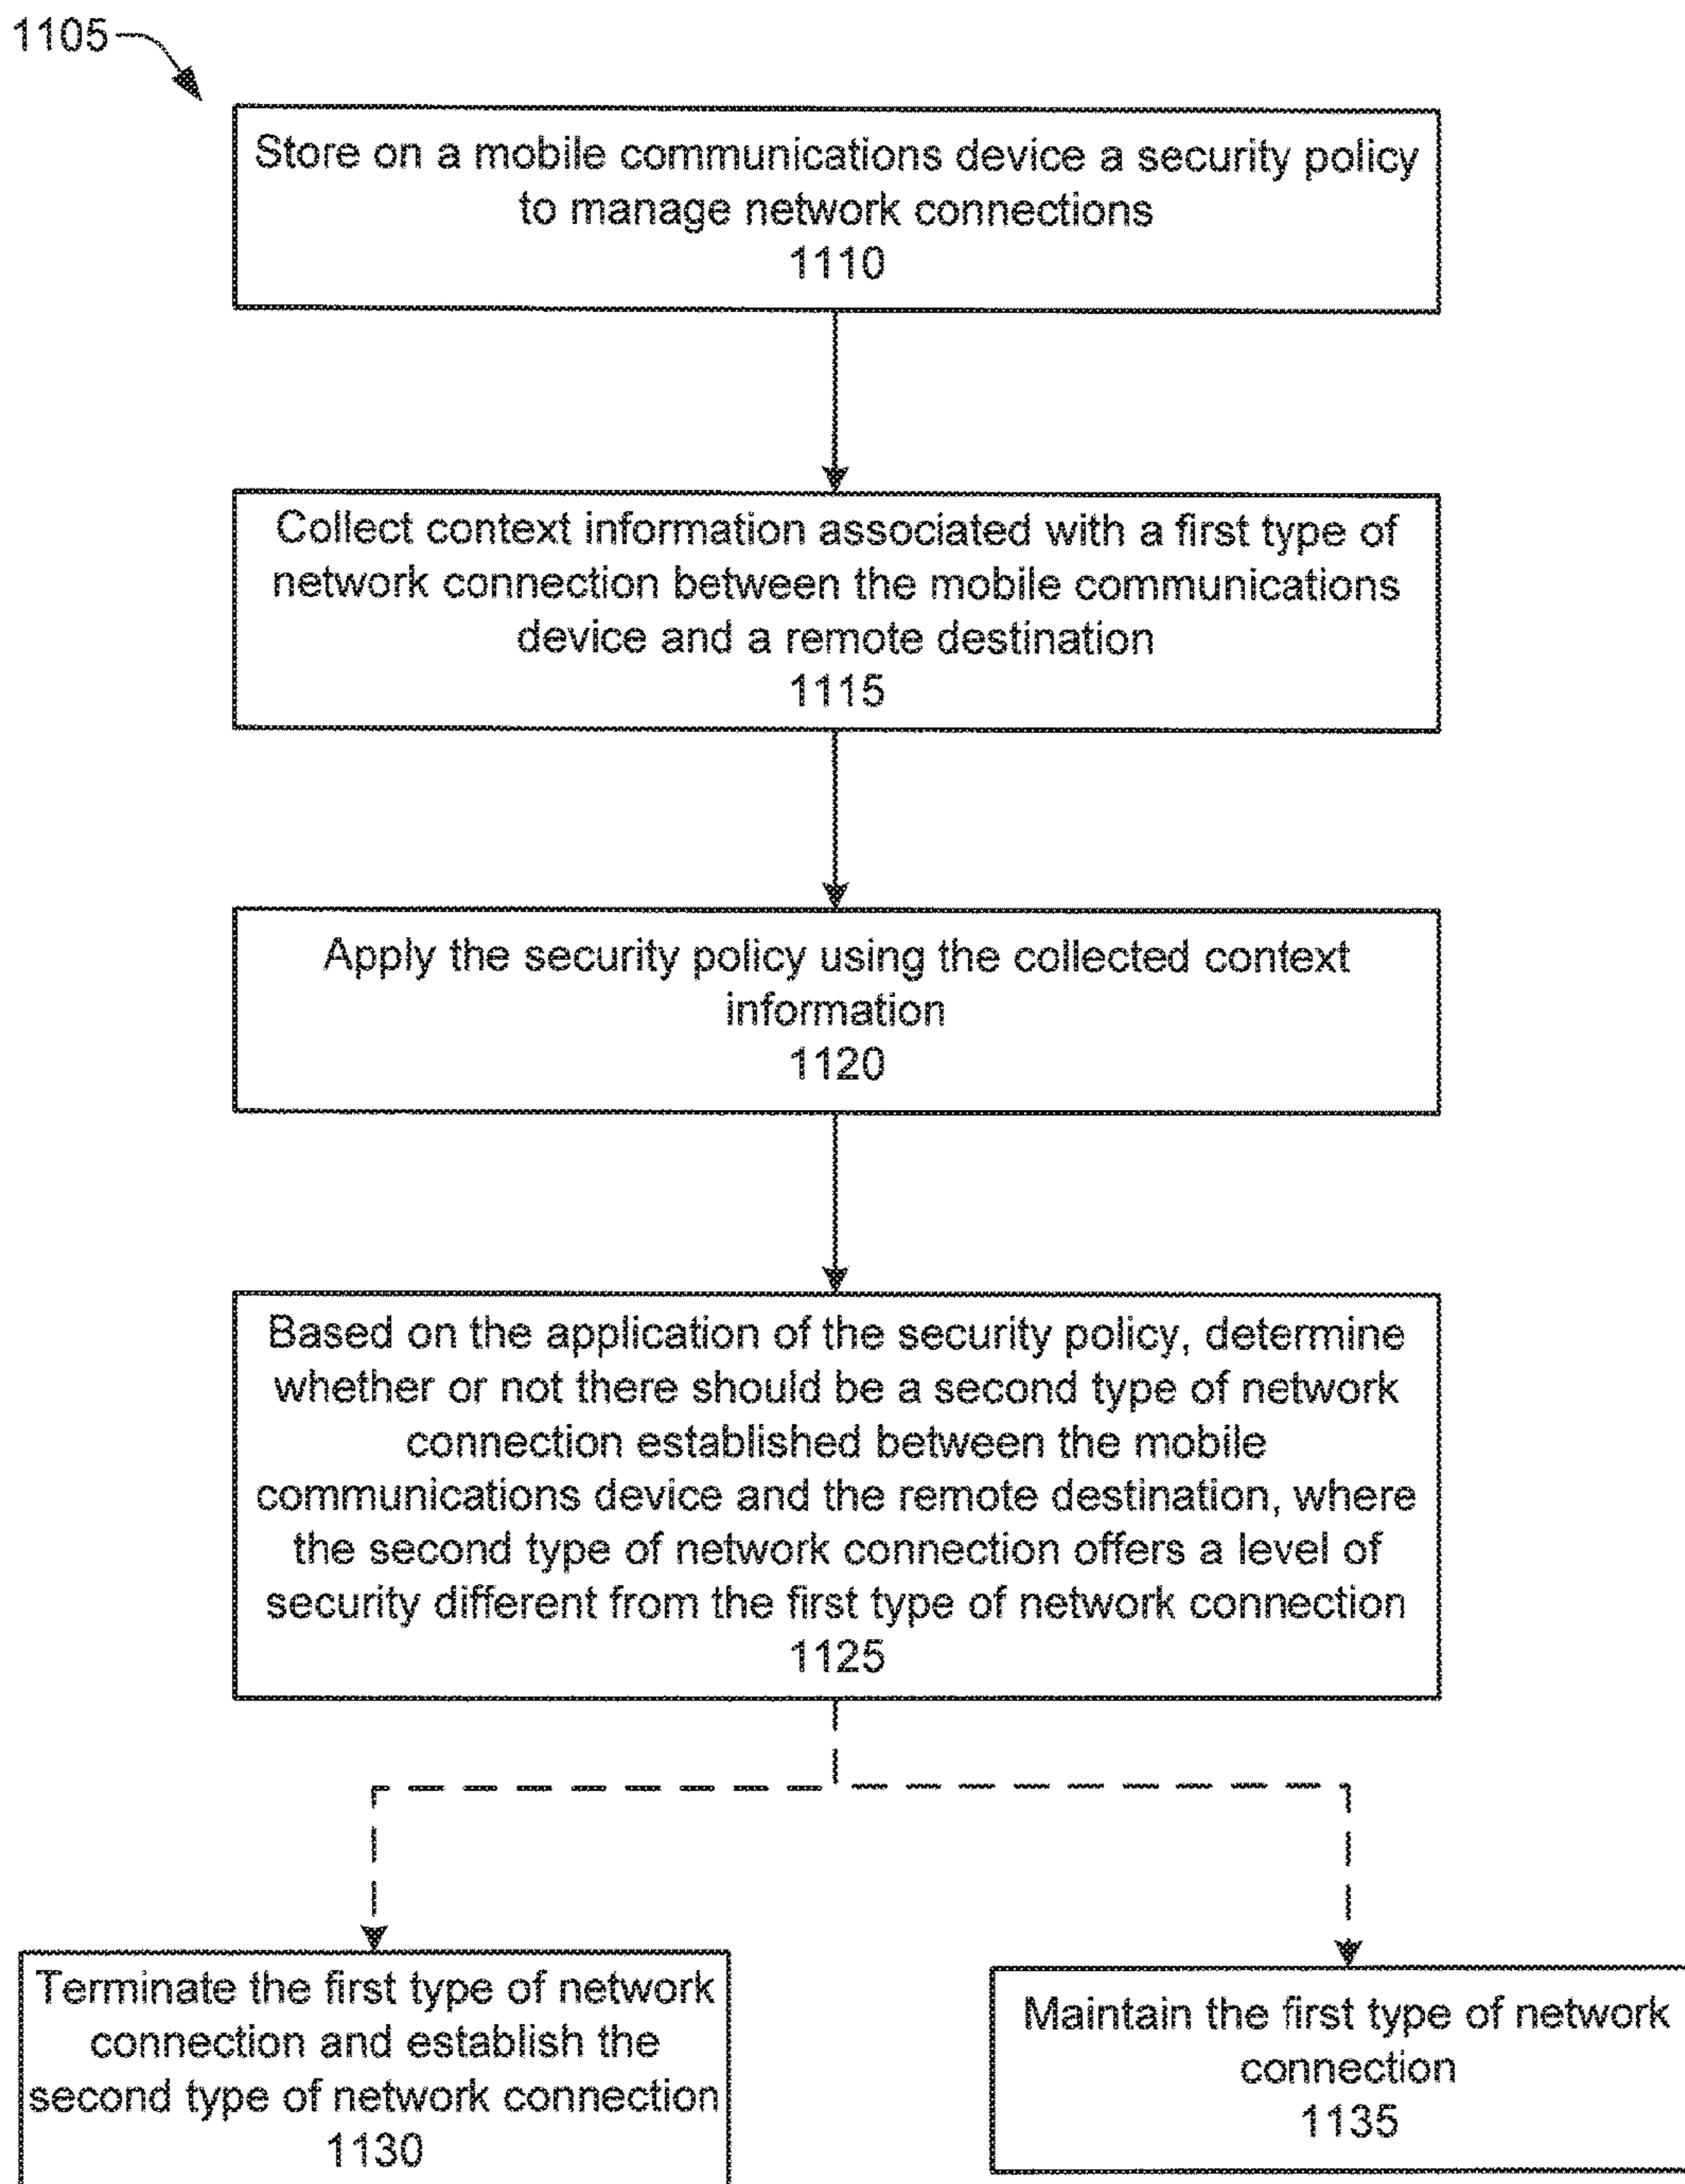 1105
Store on a mobile communications device a security policy
to manage network connections
1110
Collect context information associated with a first type of
network connection between the mobile communications
device and a remote destination
1115
Apply the security policy using the collected context
information
1120
Based on the application of the security policy, determine
whether or not there should be a second type of network
connection established between the mobile
communications device and the remote destination, where
the second type of network connection offers a level of
security different from the first type of network connection
1125
Terminate the first type of network
connection and establish the
second type of network connection
1130
Maintain the first type of network
connection
1135